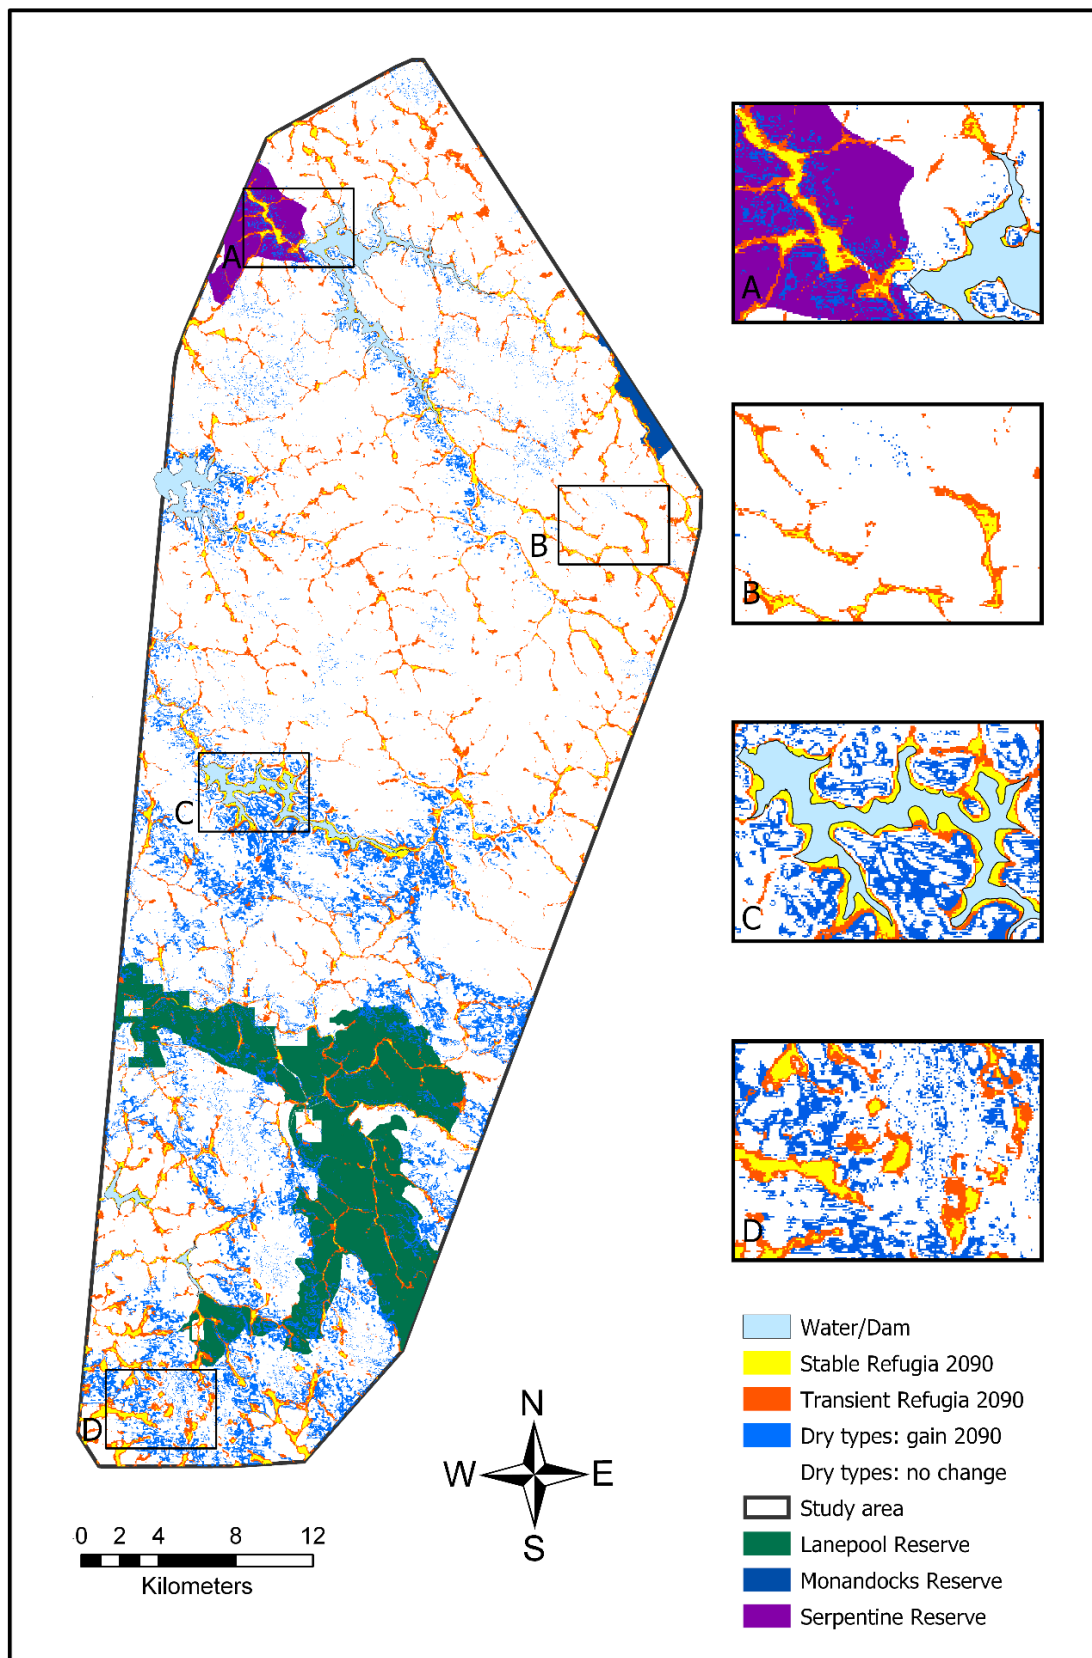 A
A
B
B
C
C
D
D
Water/Dam
Stable Refugia 2090
Transient Refugia 2090
Dry types: gain 2090
Dry types: no change
Study area
Lanepool Reserve
Monandocks Reserve
Serpentine Reserve
N
W E
S
0 2 4 8 12
Kilometers